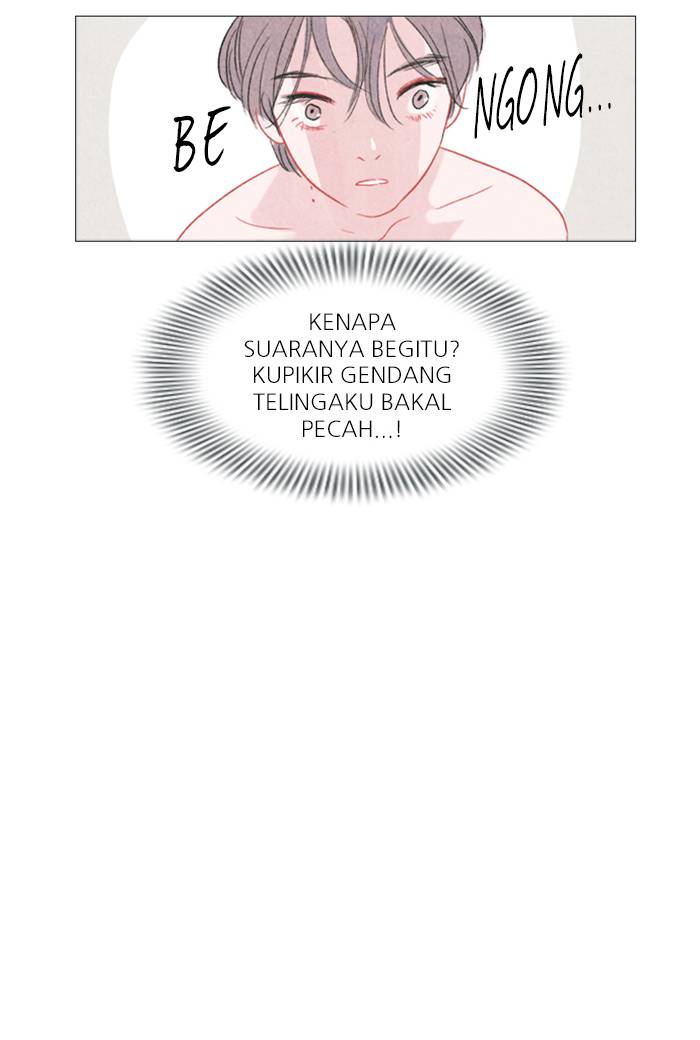 BE NGONG...
KENAPA
SUARANYA BEGITU?
KUPIKIR GENDANG
TELINGAKU BAKAL
PECAH...!